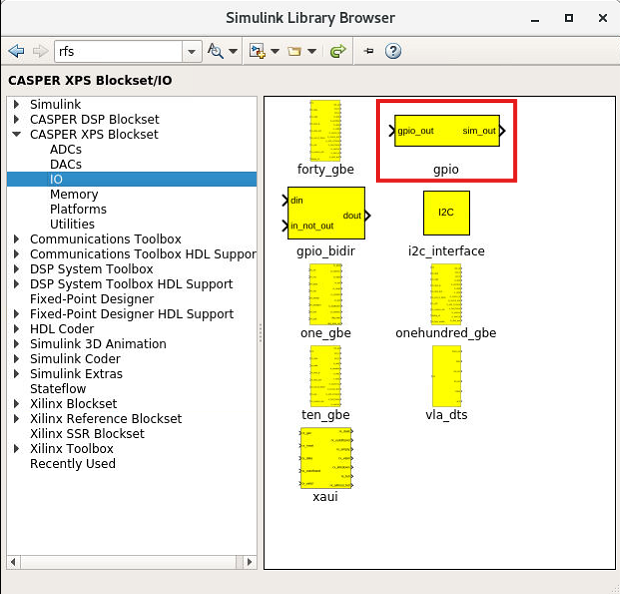 Simulink Library Browser
rfs
CASPER XPS Blockset/IO
Simulink
CASPER DSP Blockset
CASPER XPS Blockset
ADCs
DACs
IO
Memory
Platforms
Utilities
Communications Toolbox
Communications Toolbox HDL Suppor
DSP System Toolbox
DSP System Toolbox HDL Support
Fixed-Point Designer
Fixed-Point Designer HDL Support
HDL Coder
Simulink 3D Animation
Simulink Coder
Simulink Extras
Stateflow
Xilinx Blockset
Xilinx Reference Blockset
Xilinx SSR Blockset
Xilinx Toolbox
Recently Used
forty_gbe
gpio_out sim_out
gpio
din
in_not_out
dout
gpio_bidir
I2C
i2c_interface
one_gbe
onehundred_gbe
ten_gbe
vla_dts
xaui